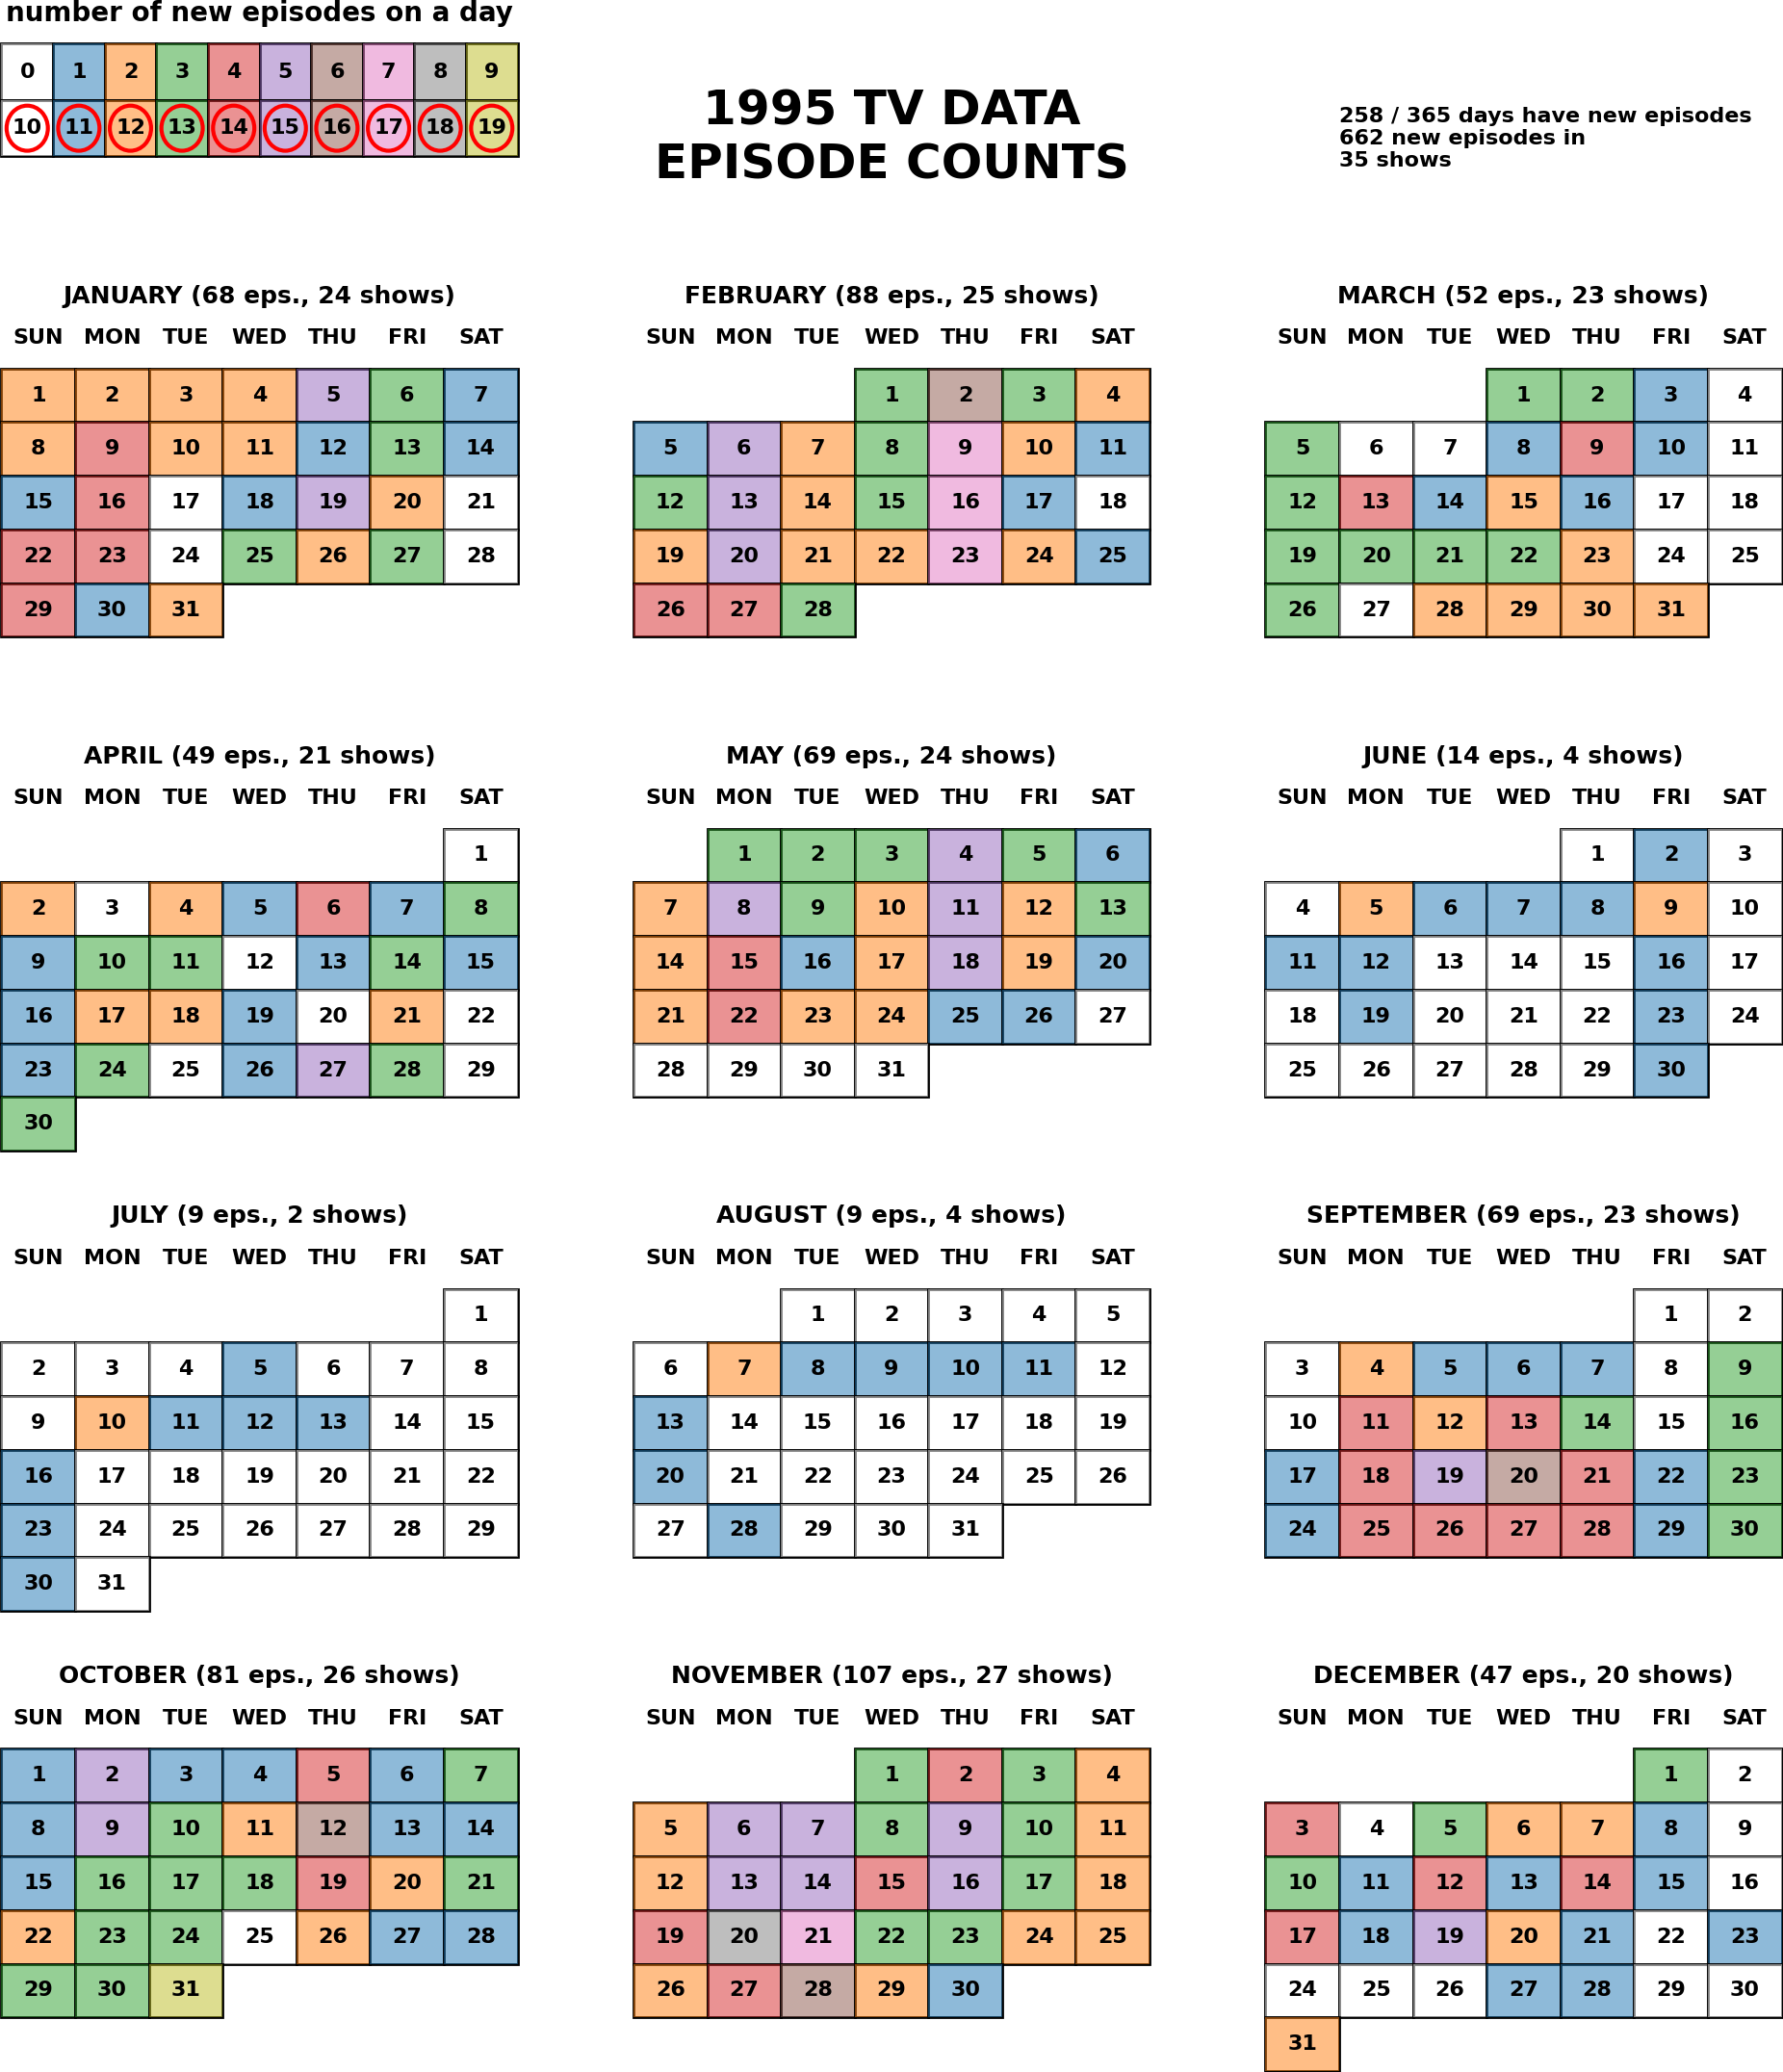 number of new episodes on a day
0 1 2 3 4 5 6 7 8 9
10 11 12 13 14 15 16 17 18 19
1995 TV DATA
EPISODE COUNTS
258 / 365 days have new episodes
662 new episodes in
35 shows
JANUARY (68 eps., 24 shows)
SUN MON TUE WED THU FRI SAT
1 2 3 4 5 6 7
8 9 10 11 12 13 14
15 16 17 18 19 20 21
22 23 24 25 26 27 28
29 30 31
FEBRUARY (88 eps., 25 shows)
SUN MON TUE WED THU FRI SAT
1 2 3 4
5 6 7 8 9 10 11
12 13 14 15 16 17 18
19 20 21 22 23 24 25
26 27 28
MARCH (52 eps., 23 shows)
SUN MON TUE WED THU FRI SAT
1 2 3 4
5 6 7 8 9 10 11
12 13 14 15 16 17 18
19 20 21 22 23 24 25
26 27 28 29 30 31
APRIL (49 eps., 21 shows)
SUN MON TUE WED THU FRI SAT
1
2 3 4 5 6 7 8
9 10 11 12 13 14 15
16 17 18 19 20 21 22
23 24 25 26 27 28 29
30
MAY (69 eps., 24 shows)
SUN MON TUE WED THU FRI SAT
1 2 3 4 5 6
7 8 9 10 11 12 13
14 15 16 17 18 19 20
21 22 23 24 25 26 27
28 29 30 31
JUNE (14 eps., 4 shows)
SUN MON TUE WED THU FRI SAT
1 2 3
4 5 6 7 8 9 10
11 12 13 14 15 16 17
18 19 20 21 22 23 24
25 26 27 28 29 30
JULY (9 eps., 2 shows)
SUN MON TUE WED THU FRI SAT
1
2 3 4 5 6 7 8
9 10 11 12 13 14 15
16 17 18 19 20 21 22
23 24 25 26 27 28 29
30 31
AUGUST (9 eps., 4 shows)
SUN MON TUE WED THU FRI SAT
1 2 3 4 5
6 7 8 9 10 11 12
13 14 15 16 17 18 19
20 21 22 23 24 25 26
27 28 29 30 31
SEPTEMBER (69 eps., 23 shows)
SUN MON TUE WED THU FRI SAT
1 2
3 4 5 6 7 8 9
10 11 12 13 14 15 16
17 18 19 20 21 22 23
24 25 26 27 28 29 30
OCTOBER (81 eps., 26 shows)
SUN MON TUE WED THU FRI SAT
1 2 3 4 5 6 7
8 9 10 11 12 13 14
15 16 17 18 19 20 21
22 23 24 25 26 27 28
29 30 31
NOVEMBER (107 eps., 27 shows)
SUN MON TUE WED THU FRI SAT
1 2 3 4
5 6 7 8 9 10 11
12 13 14 15 16 17 18
19 20 21 22 23 24 25
26 27 28 29 30
DECEMBER (47 eps., 20 shows)
SUN MON TUE WED THU FRI SAT
1 2
3 4 5 6 7 8 9
10 11 12 13 14 15 16
17 18 19 20 21 22 23
24 25 26 27 28 29 30
31